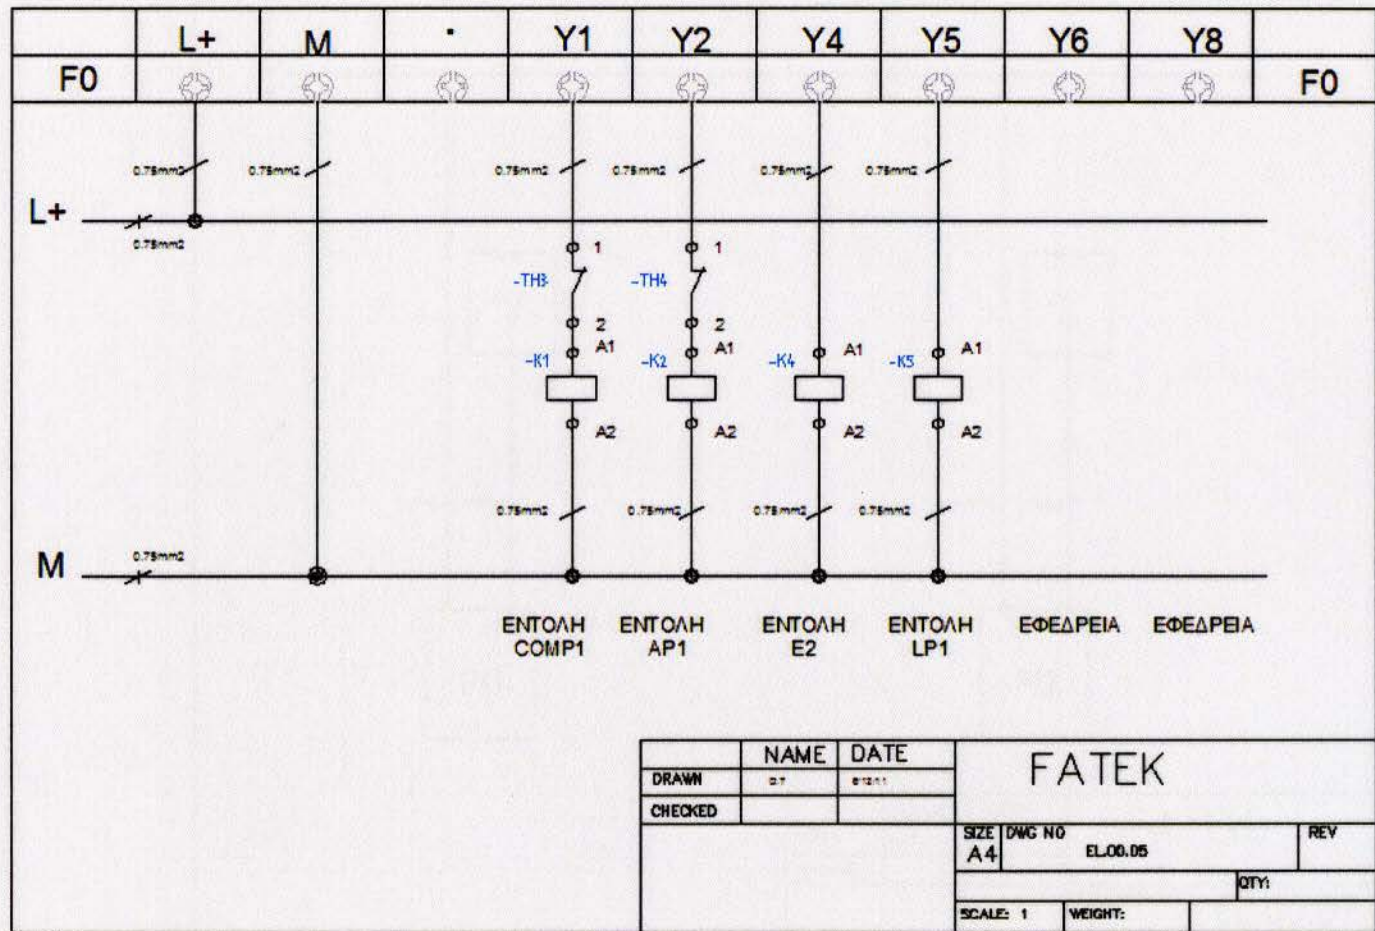 L+ M · Y1 Y2 Y4 Y5 Y6 Y8
F0 F0
0.75mm2 0.75mm2 0.75mm2 0.75mm2 0.75mm2 0.75mm2
L+
0.75mm2
1 1
-TH3 -TH4
2 2
A1 A1 A1 A1
-K1 -K2 -K4 -K5
A2 A2 A2 A2
0.75mm2 0.75mm2 0.75mm2 0.75mm2
0.75mm2
M
ΕΝΤΟΛΗ ΕΝΤΟΛΗ ΕΝΤΟΛΗ ΕΝΤΟΛΗ ΕΦΕΔΡΕΙΑ ΕΦΕΔΡΕΙΑ
COMP1 AP1 E2 LP1
NAME DATE
DRAWN
CHECKED
FATEK
SIZE DWG NO REV
A4 EL.00.05
QTY:
SCALE: 1 WEIGHT: